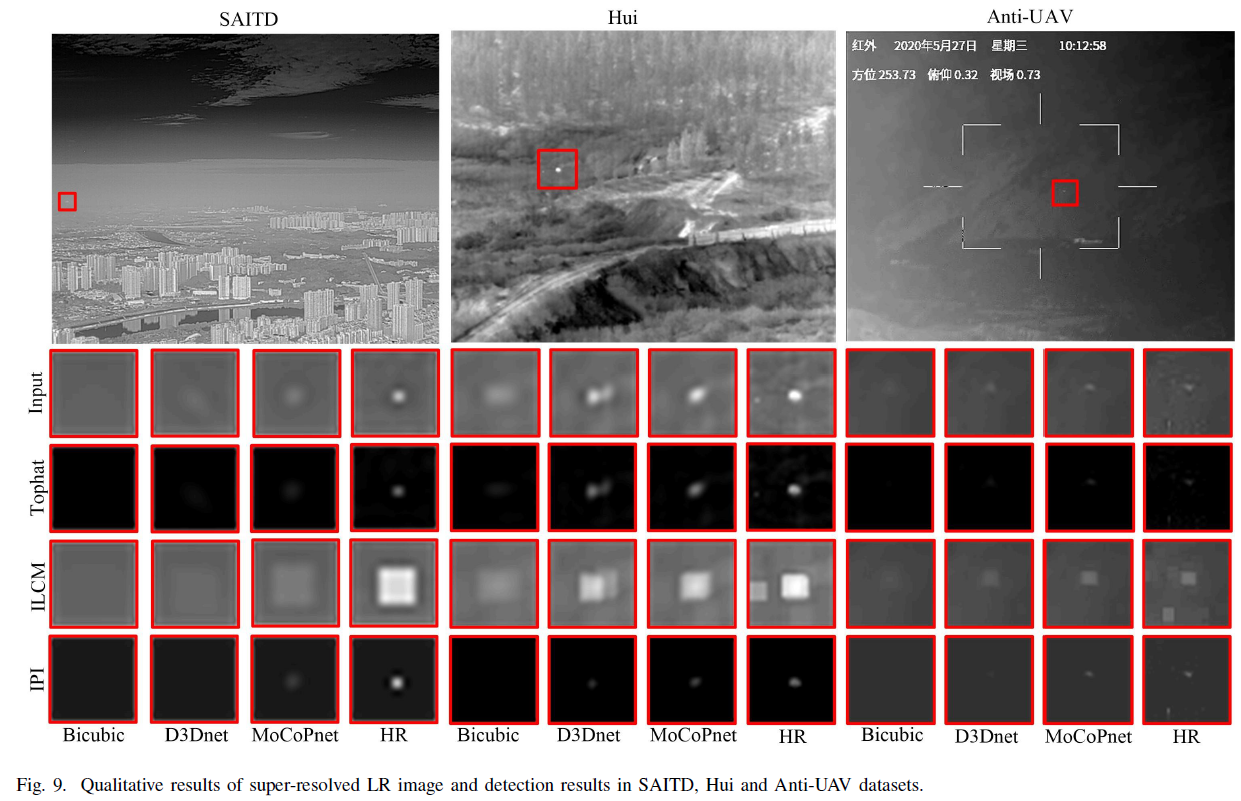 SAITD
Hui
Anti-UAV
红外 2020年5月27日 星期三 10:12:58
方位 253.73 俯仰 0.32 视场 0.73
Input
Tophat
ILCM
IPI
Bicubic D3Dnet MoCoPnet HR Bicubic D3Dnet MoCoPnet HR Bicubic D3Dnet MoCoPnet HR
Fig. 9. Qualitative results of super-resolved LR image and detection results in SAITD, Hui and Anti-UAV datasets.